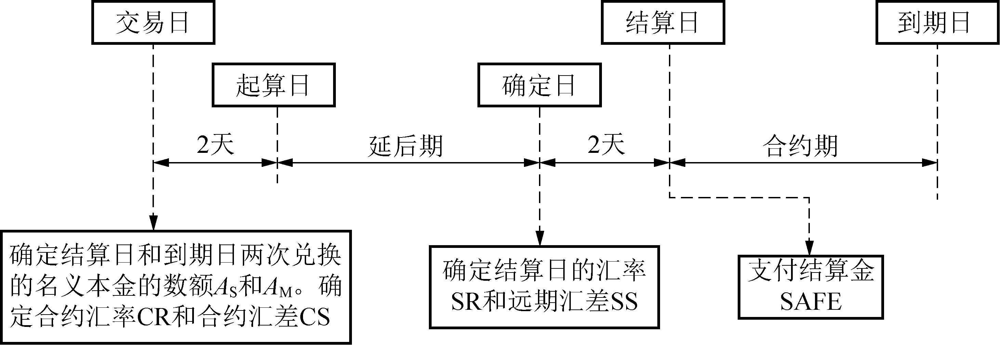 交易日
结算日
到期日
起算日
确定日
2天
延后期
2天
合约期
确定结算日和到期日两次兑换
的名义本金的数额AS和AM。确
定合约汇率CR和合约汇差CS
确定结算日的汇率
SR和远期汇差SS
支付结算金
SAFE